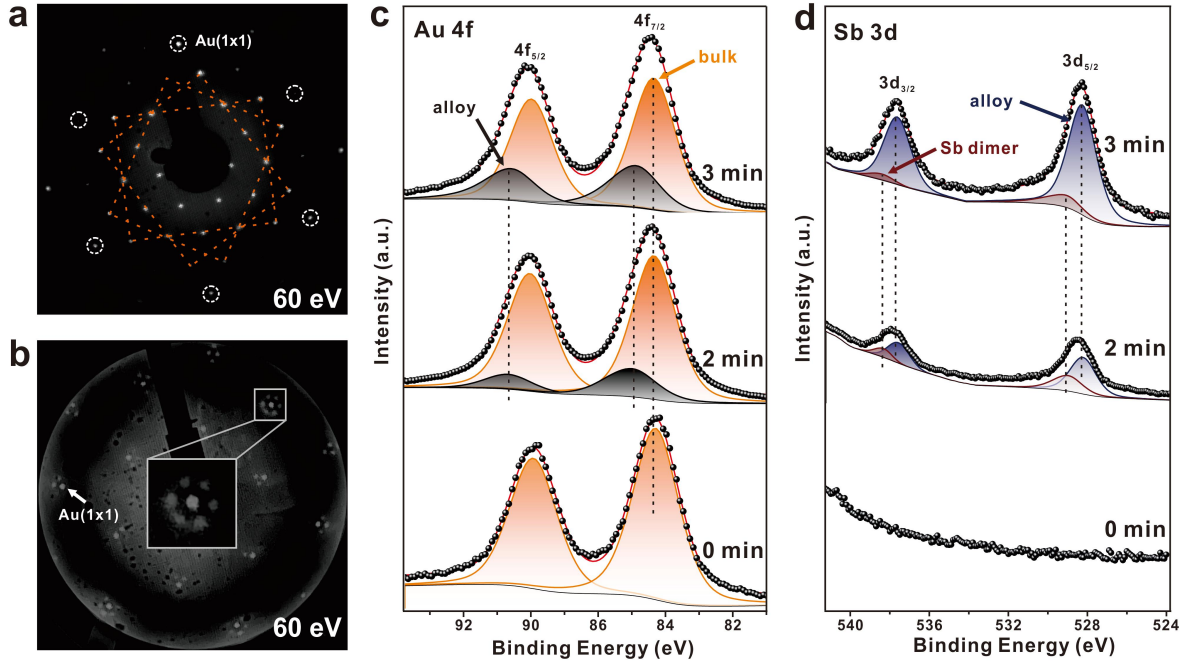 a
Au(1x1)
60 eV
b
Au(1x1)
60 eV
c
Au 4f
4f5/2
4f7/2
bulk
alloy
3 min
2 min
0 min
Intensity (a.u.)
92 90 88 86 84 82
Binding Energy (eV)
d
Sb 3d
3d3/2
3d5/2
alloy
Sb dimer
3 min
2 min
0 min
Intensity (a.u.)
540 536 532 528 524
Binding Energy (eV)